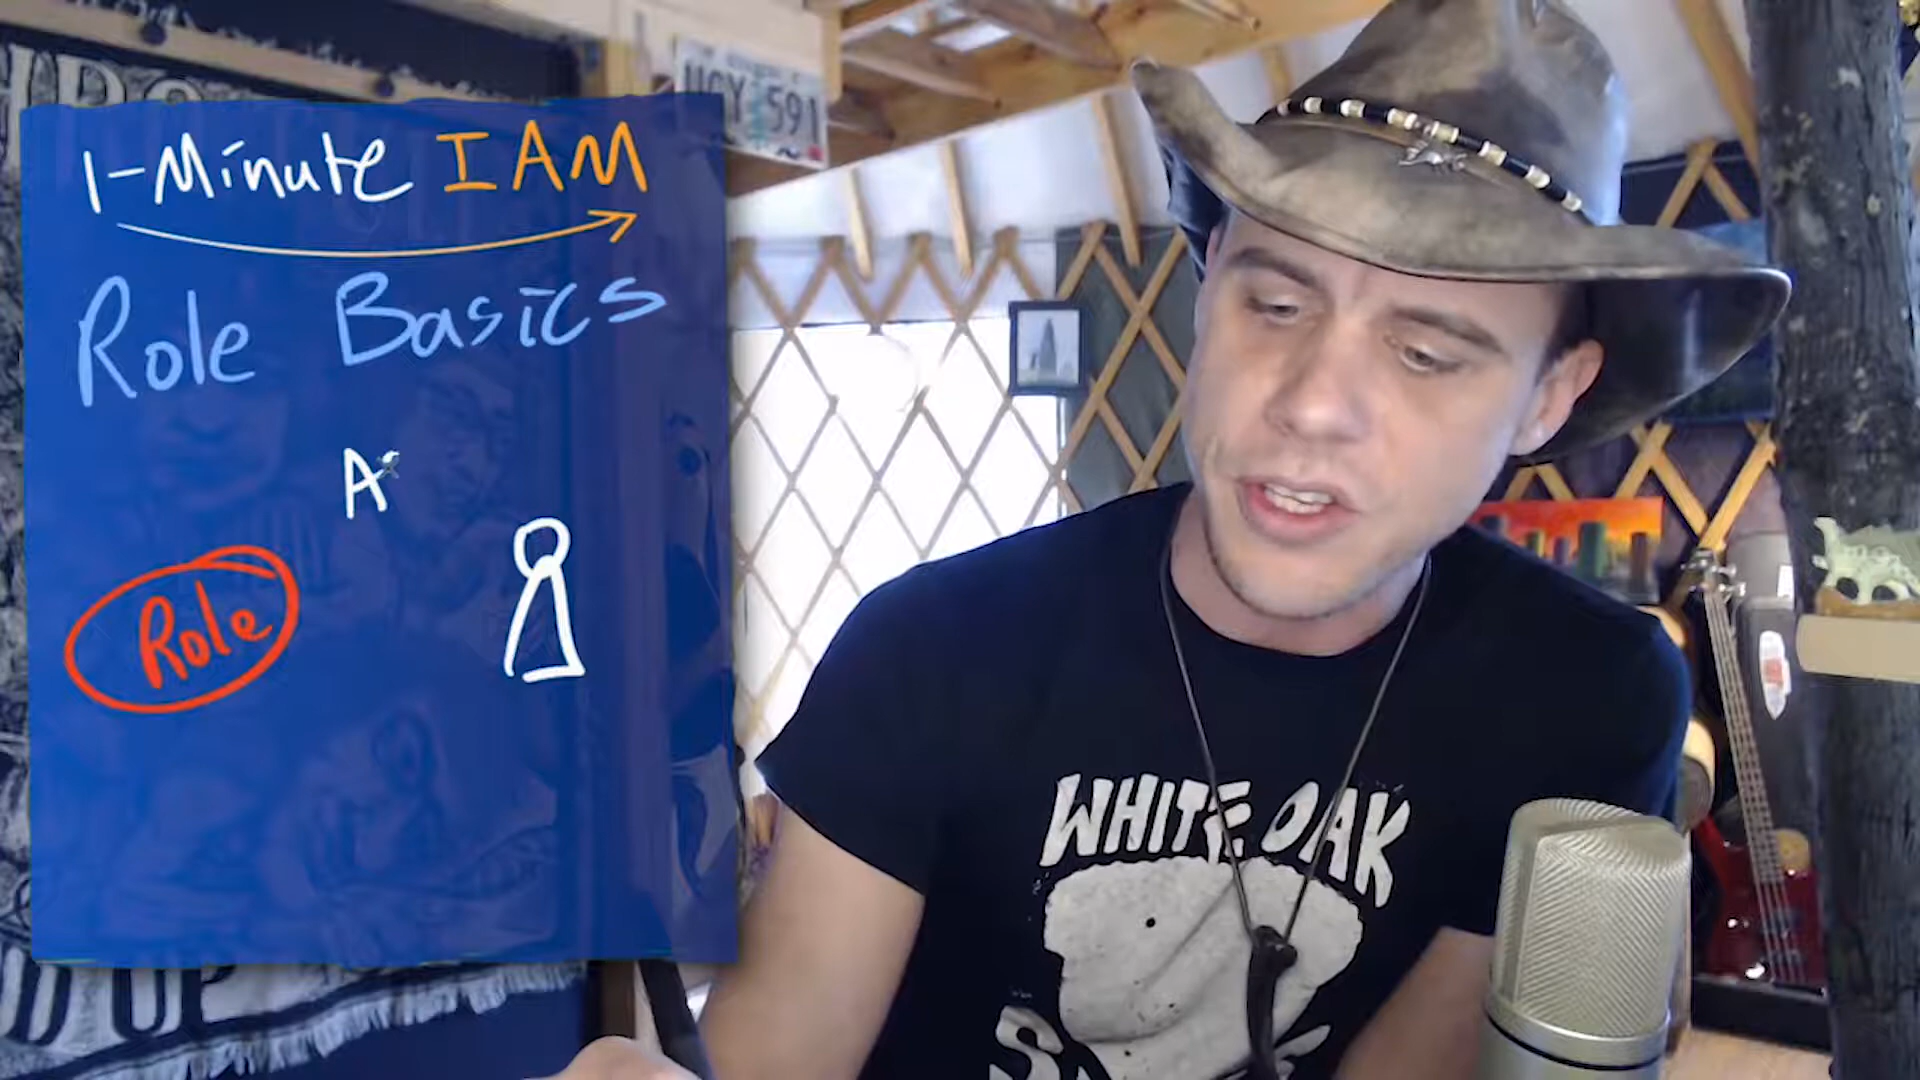 1-Minute IAM
Role Basics
A
Role
UGY 591
WHITE OAK